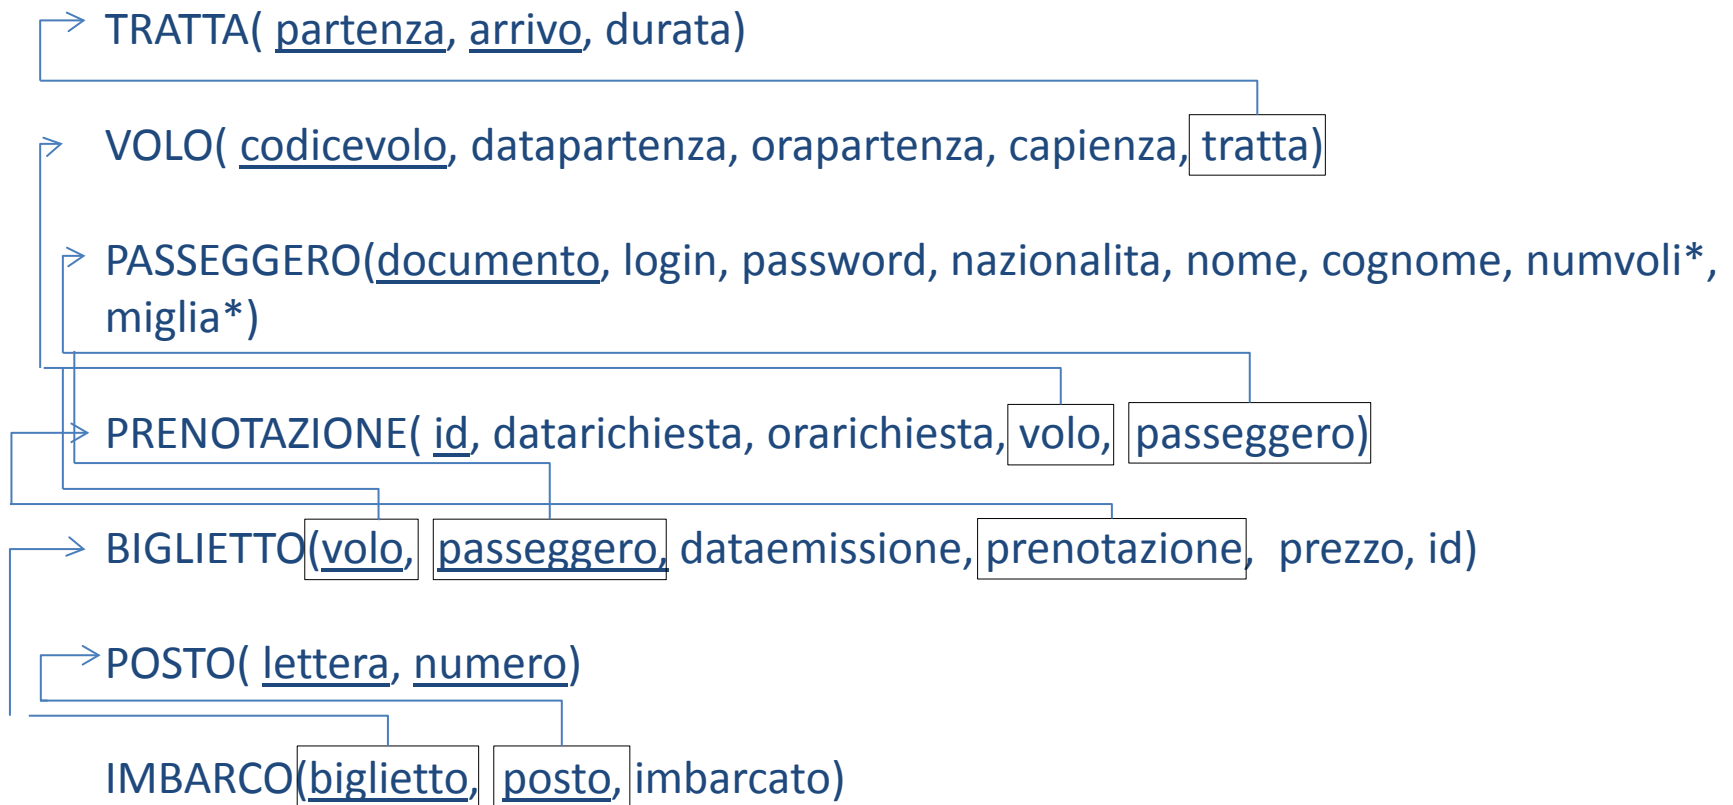 TRATTA( partenza, arrivo, durata)
VOLO( codicevolo, datapartenza, orapartenza, capienza, tratta)
PASSEGGERO(documento, login, password, nazionalita, nome, cognome, numvoli*,
miglia*)
PRENOTAZIONE( id, datarichiesta, orarichiesta, volo, passeggero)
BIGLIETTO(volo, passeggero, dataemissione, prenotazione, prezzo, id)
POSTO( lettera, numero)
IMBARCO(biglietto, posto, imbarcato)